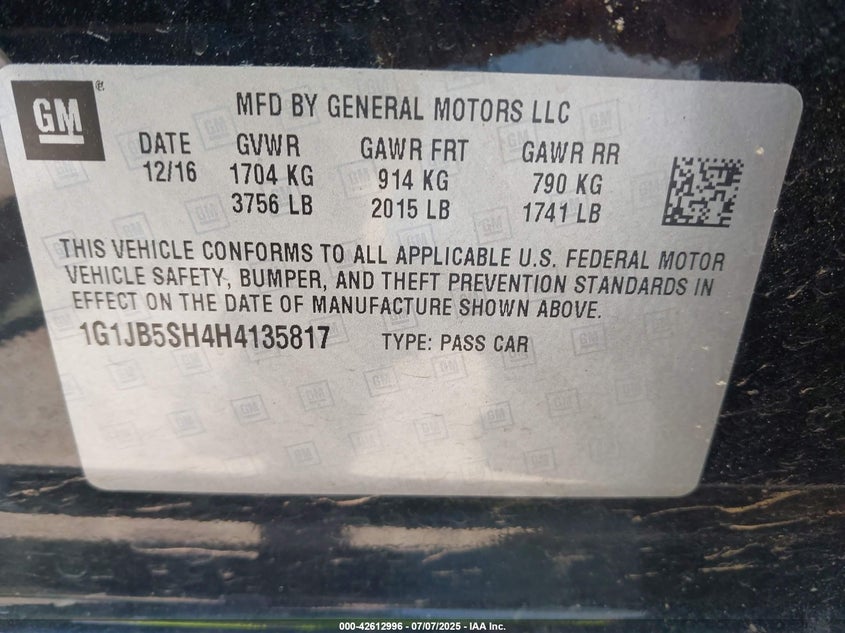 GM
MFD BY GENERAL MOTORS LLC
DATE GVWR GAWR FRT GAWR RR
12/16 1704 KG 914 KG 790 KG
3756 LB 2015 LB 1741 LB
THIS VEHICLE CONFORMS TO ALL APPLICABLE U.S. FEDERAL MOTOR
VEHICLE SAFETY, BUMPER, AND THEFT PREVENTION STANDARDS IN
EFFECT ON THE DATE OF MANUFACTURE SHOWN ABOVE.
1G1JB5SH4H4135817 TYPE: PASS CAR
000-42612996 - 07/07/2025 - IAA Inc.